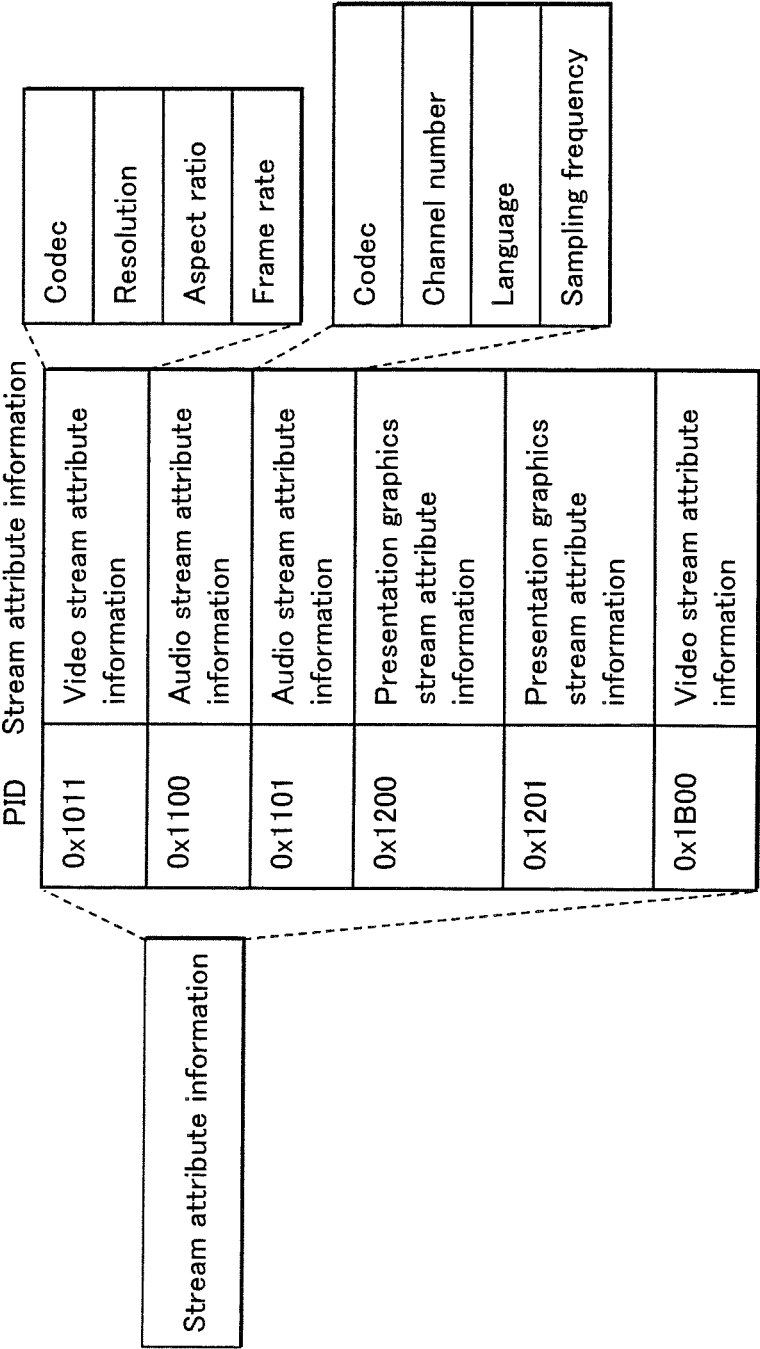 Stream attribute information
PID
Stream attribute information
0x1011
Video stream attribute
information
0x1100
Audio stream attribute
information
0x1101
Audio stream attribute
information
0x1200
Presentation graphics
stream attribute
information
0x1201
Presentation graphics
stream attribute
information
0x1B00
Video stream attribute
information
Codec
Resolution
Aspect ratio
Frame rate
Codec
Channel number
Language
Sampling frequency